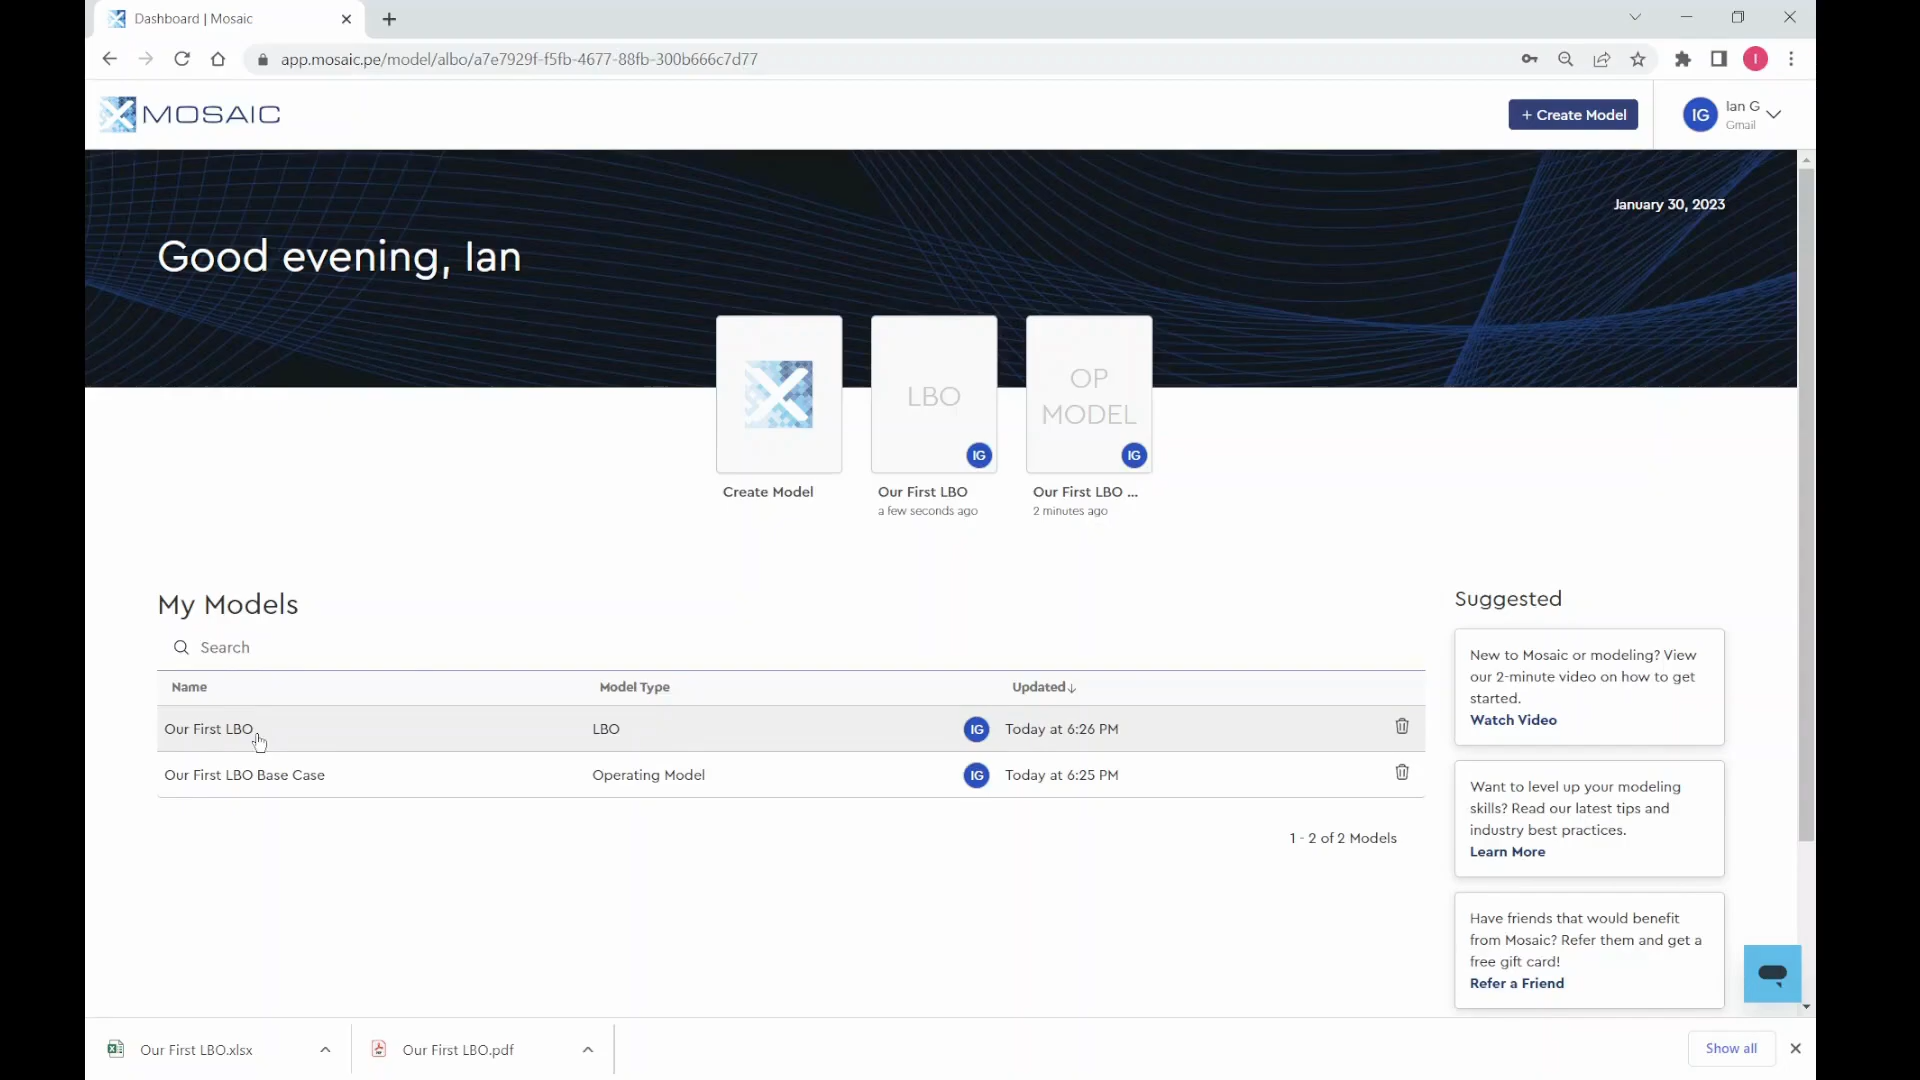 Dashboard | Mosaic
app.mosaic.pe/model/albo/a7e7929f-f5fb-4677-88fb-300b666c7d77
I
MOSAIC
+ Create Model
IG
Ian G
Gmail
January 30, 2023
Good evening, Ian
LBO
IG
OP
MODEL
IG
Create Model
Our First LBO
a few seconds ago
Our First LBO ...
2 minutes ago
My Models
Search
Name Model Type Updated↓
Our First LBO LBO IG Today at 6:26 PM
Our First LBO Base Case Operating Model IG Today at 6:25 PM
1 - 2 of 2 Models
Suggested
New to Mosaic or modeling? View
our 2-minute video on how to get
started.
Watch Video
Want to level up your modeling
skills? Read our latest tips and
industry best practices.
Learn More
Have friends that would benefit
from Mosaic? Refer them and get a
free gift card!
Refer a Friend
Our First LBO.xlsx
Our First LBO.pdf
Show all